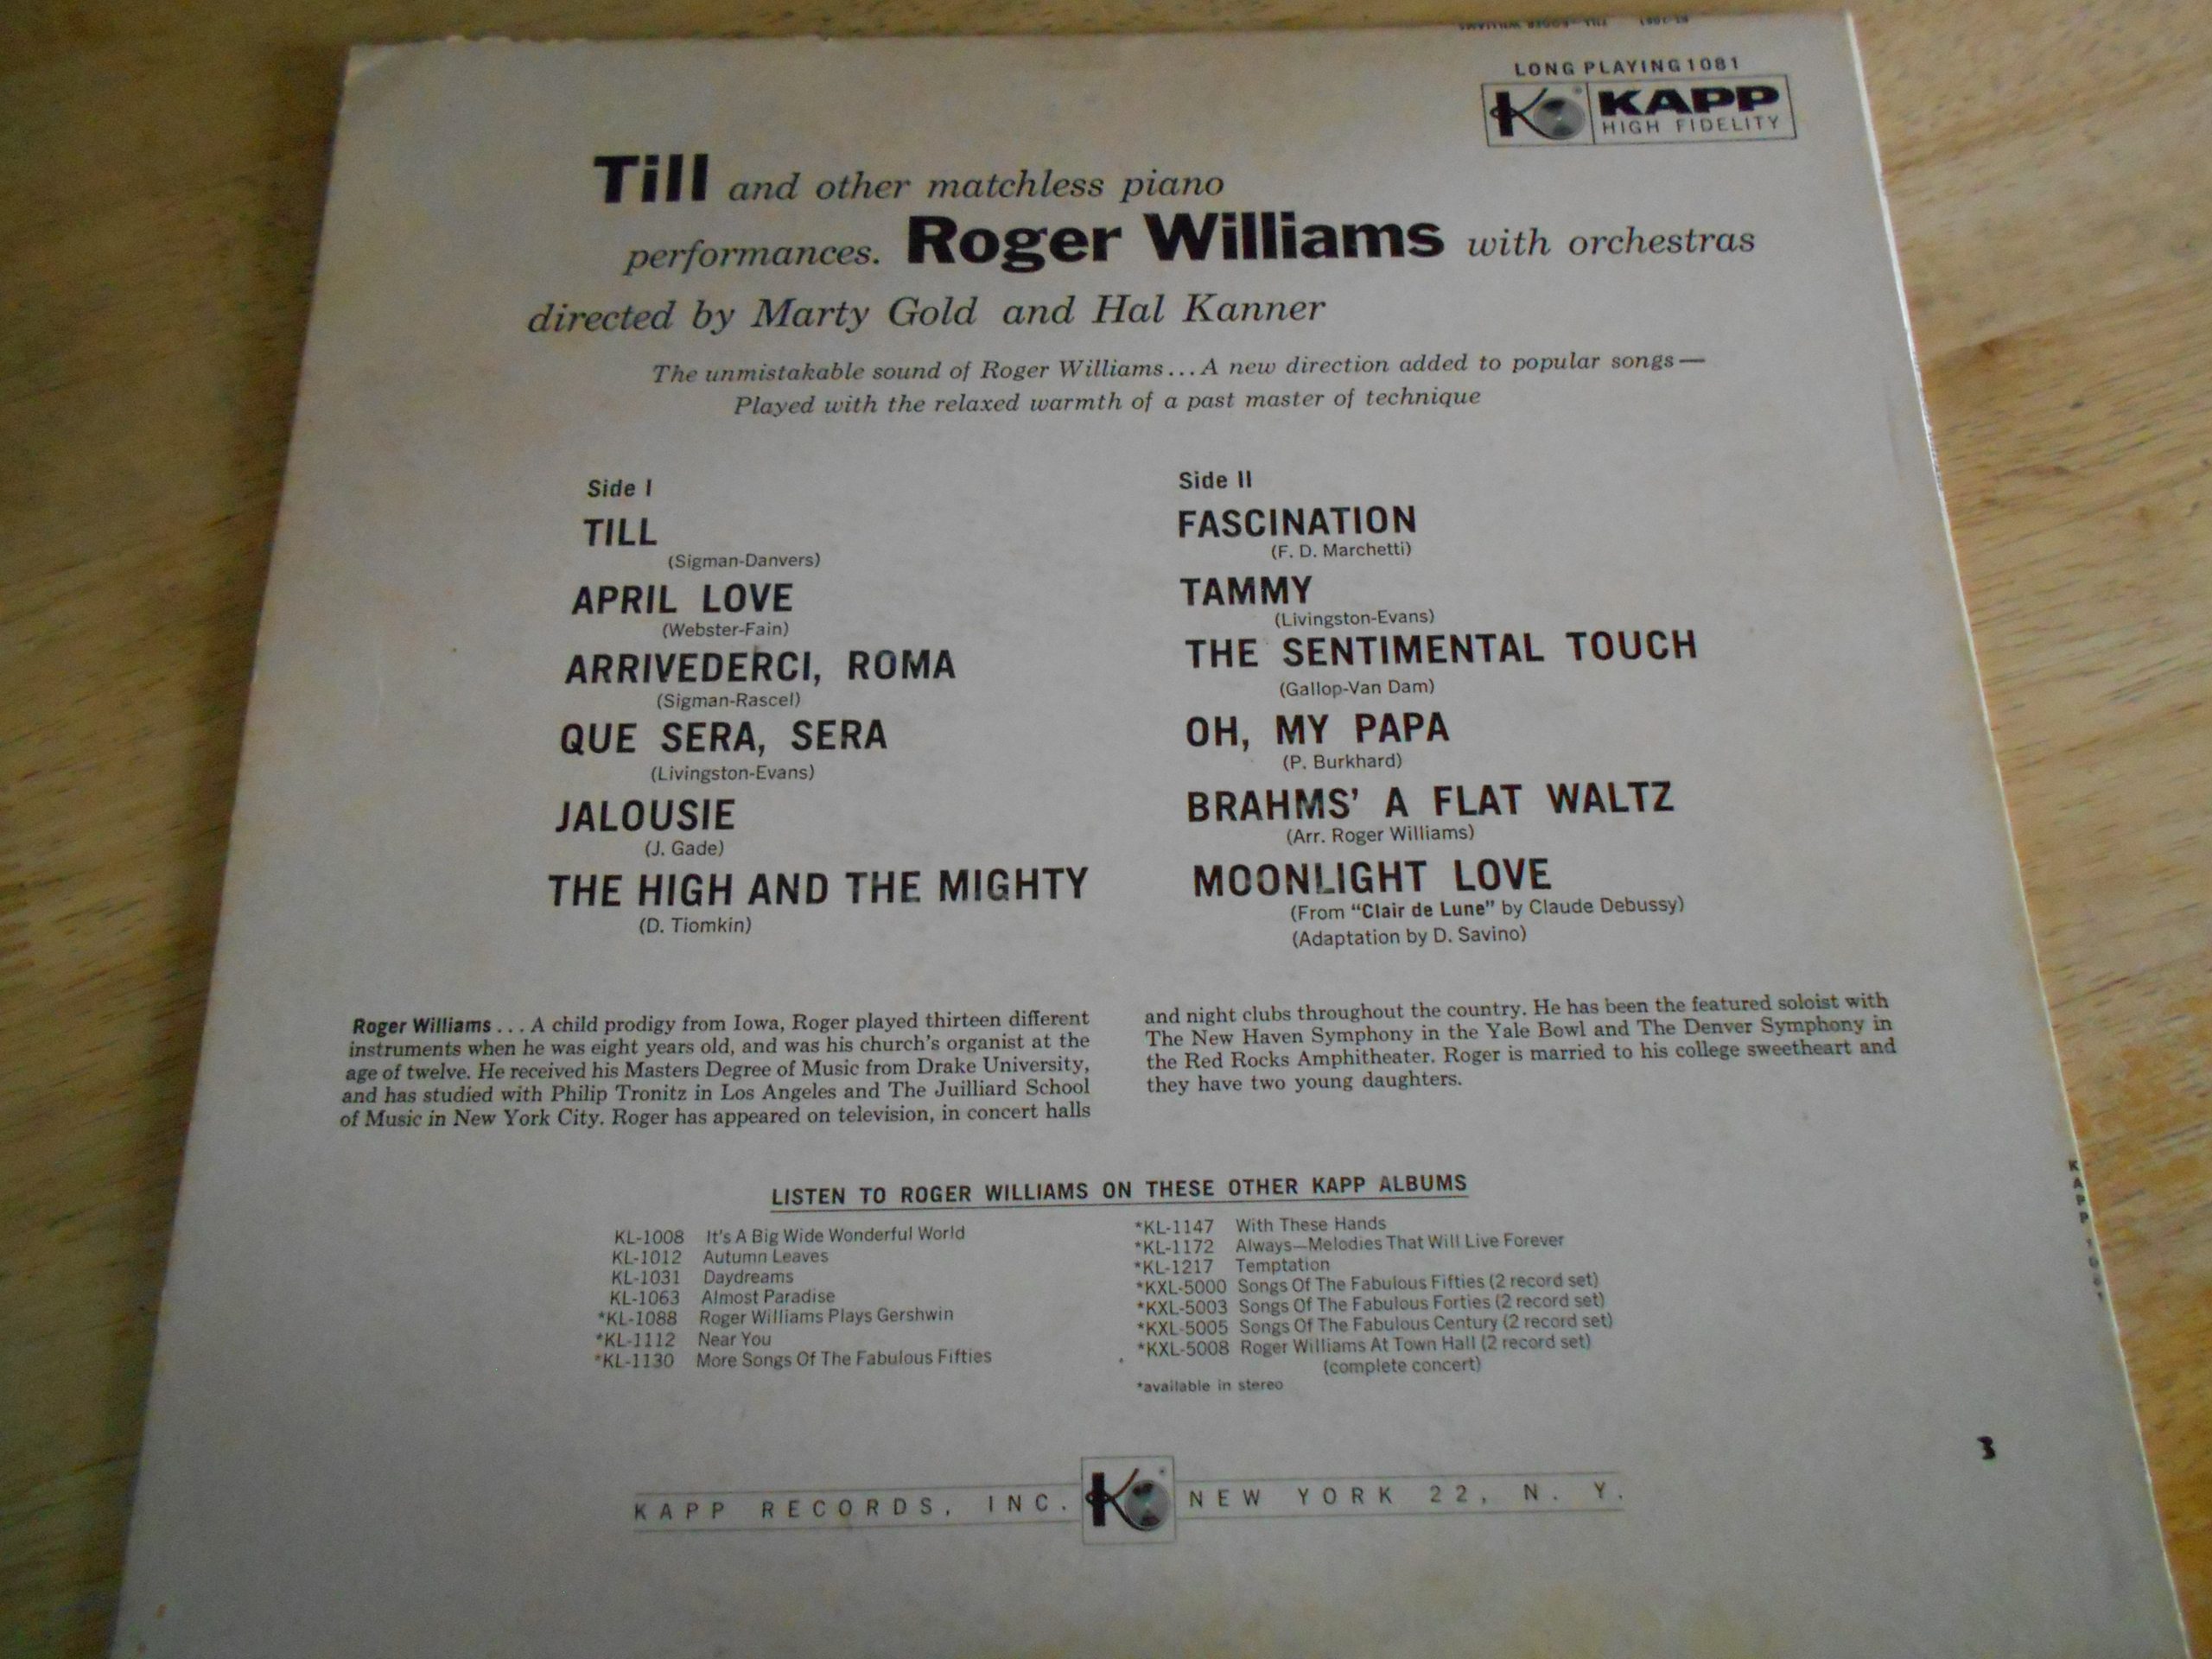 KL-1081 TILL—ROGER WILLIAMS
LONG PLAYING 1081
K KAPP
HIGH FIDELITY
Till and other matchless piano
performances. Roger Williams with orchestras
directed by Marty Gold and Hal Kanner
The unmistakable sound of Roger Williams...A new direction added to popular songs—
Played with the relaxed warmth of a past master of technique
Side I
TILL
(Sigman-Danvers)
APRIL LOVE
(Webster-Fain)
ARRIVEDERCI, ROMA
(Sigman-Rascel)
QUE SERA, SERA
(Livingston-Evans)
JALOUSIE
(J. Gade)
THE HIGH AND THE MIGHTY
(D. Tiomkin)
Side II
FASCINATION
(F. D. Marchetti)
TAMMY
(Livingston-Evans)
THE SENTIMENTAL TOUCH
(Gallop-Van Dam)
OH, MY PAPA
(P. Burkhard)
BRAHMS' A FLAT WALTZ
(Arr. Roger Williams)
MOONLIGHT LOVE
(From "Clair de Lune" by Claude Debussy)
(Adaptation by D. Savino)
Roger Williams... A child prodigy from Iowa, Roger played thirteen different
instruments when he was eight years old, and was his church's organist at the
age of twelve. He received his Masters Degree of Music from Drake University,
and has studied with Philip Tronitz in Los Angeles and The Juilliard School
of Music in New York City. Roger has appeared on television, in concert halls
and night clubs throughout the country. He has been the featured soloist with
The New Haven Symphony in the Yale Bowl and The Denver Symphony in
the Red Rocks Amphitheater. Roger is married to his college sweetheart and
they have two young daughters.
LISTEN TO ROGER WILLIAMS ON THESE OTHER KAPP ALBUMS
KL-1008 It's A Big Wide Wonderful World
KL-1012 Autumn Leaves
KL-1031 Daydreams
KL-1063 Almost Paradise
*KL-1088 Roger Williams Plays Gershwin
*KL-1112 Near You
*KL-1130 More Songs Of The Fabulous Fifties
*KL-1147 With These Hands
*KL-1172 Always—Melodies That Will Live Forever
*KL-1217 Temptation
*KXL-5000 Songs Of The Fabulous Fifties (2 record set)
*KXL-5003 Songs Of The Fabulous Forties (2 record set)
*KXL-5005 Songs Of The Fabulous Century (2 record set)
*KXL-5008 Roger Williams At Town Hall (2 record set)
(complete concert)
*available in stereo
KAPP 1081
3
KAPP RECORDS, INC. K NEW YORK 22, N. Y.